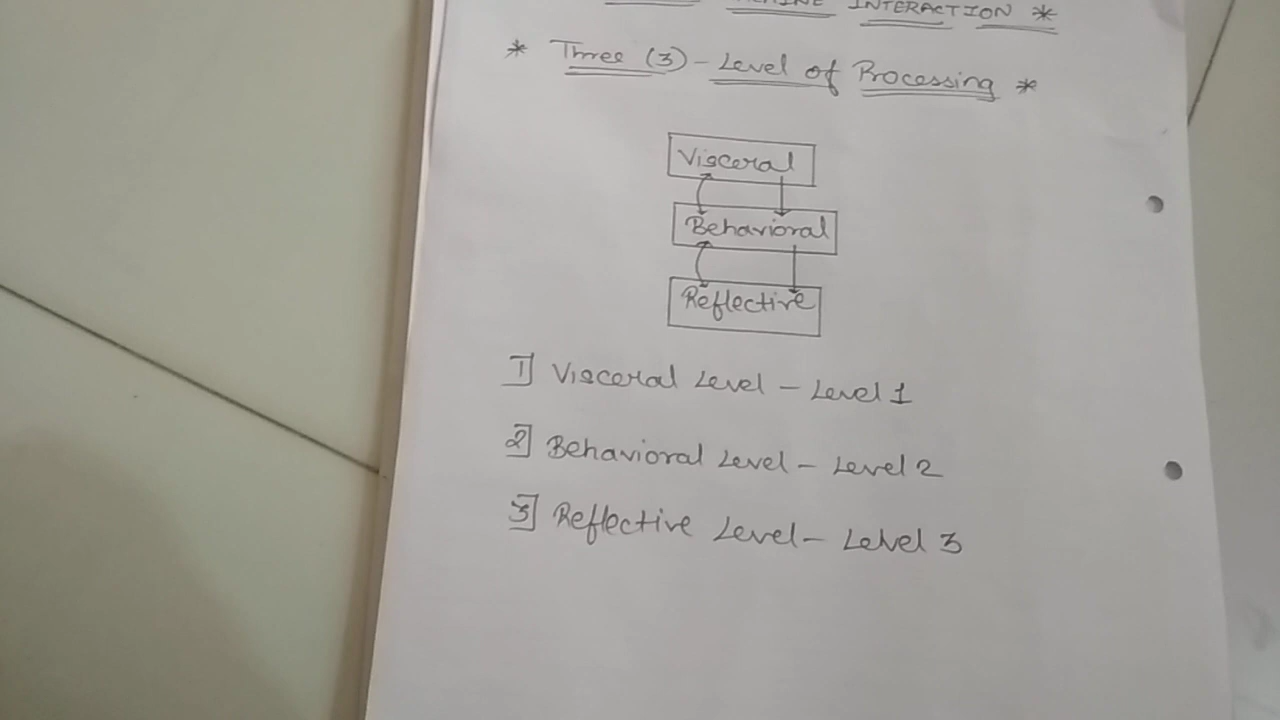 INTERACTION *
* Three (3) - Level of Processing *
Visceral
Behavioral
Reflective
1] Visceral Level - Level 1
2] Behavioral Level - Level 2
3] Reflective Level - Level 3